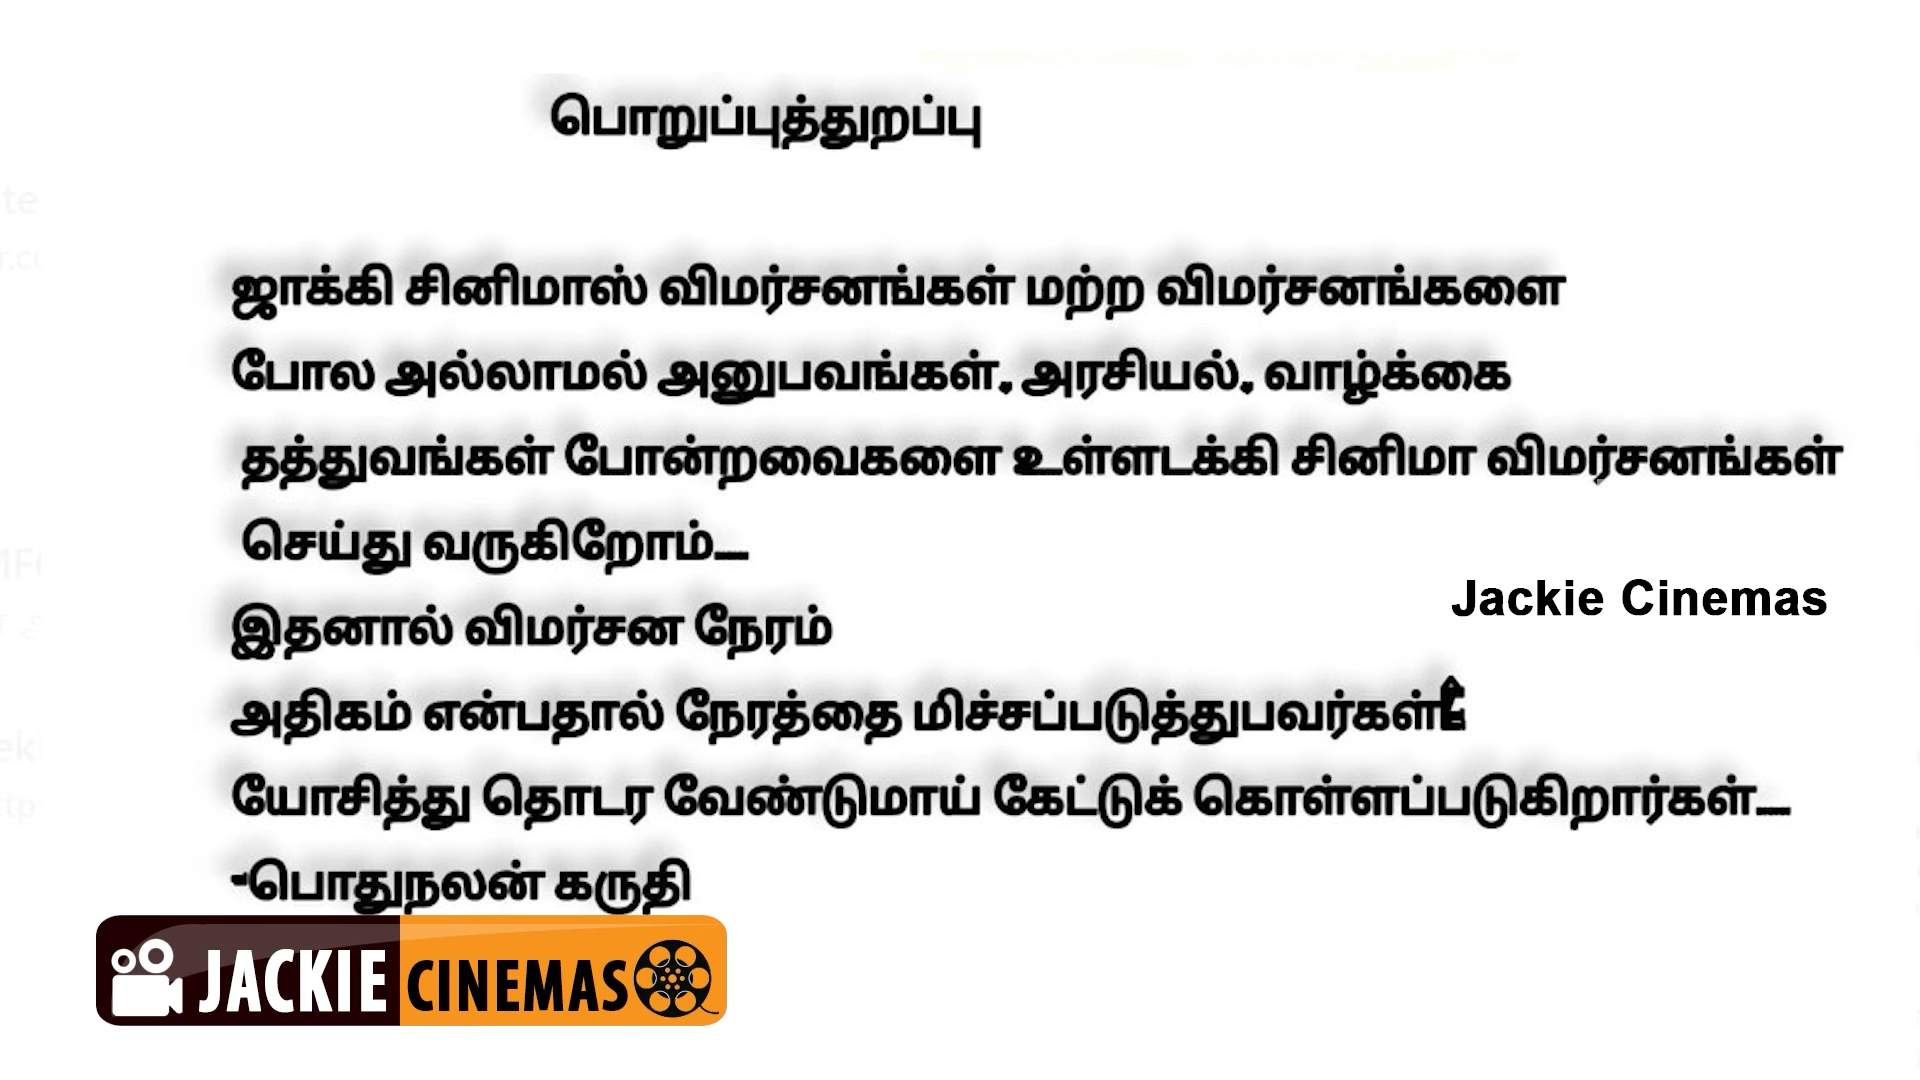 பொறுப்புத்துறப்பு
ஜாக்கி சினிமாஸ் விமர்சனங்கள் மற்ற விமர்சனங்களை
போல அல்லாமல் அனுபவங்கள், அரசியல், வாழ்க்கை
தத்துவங்கள் போன்றவைகளை உள்ளடக்கி சினிமா விமர்சனங்கள்
செய்து வருகிறோம்...
Jackie Cinemas
இதனால் விமர்சன நேரம்
அதிகம் என்பதால் நேரத்தை மிச்சப்படுத்துபவர்கள்
யோசித்து தொடர வேண்டுமாய் கேட்டுக் கொள்ளப்படுகிறார்கள்...
-பொதுநலன் கருதி
JACKIE CINEMAS